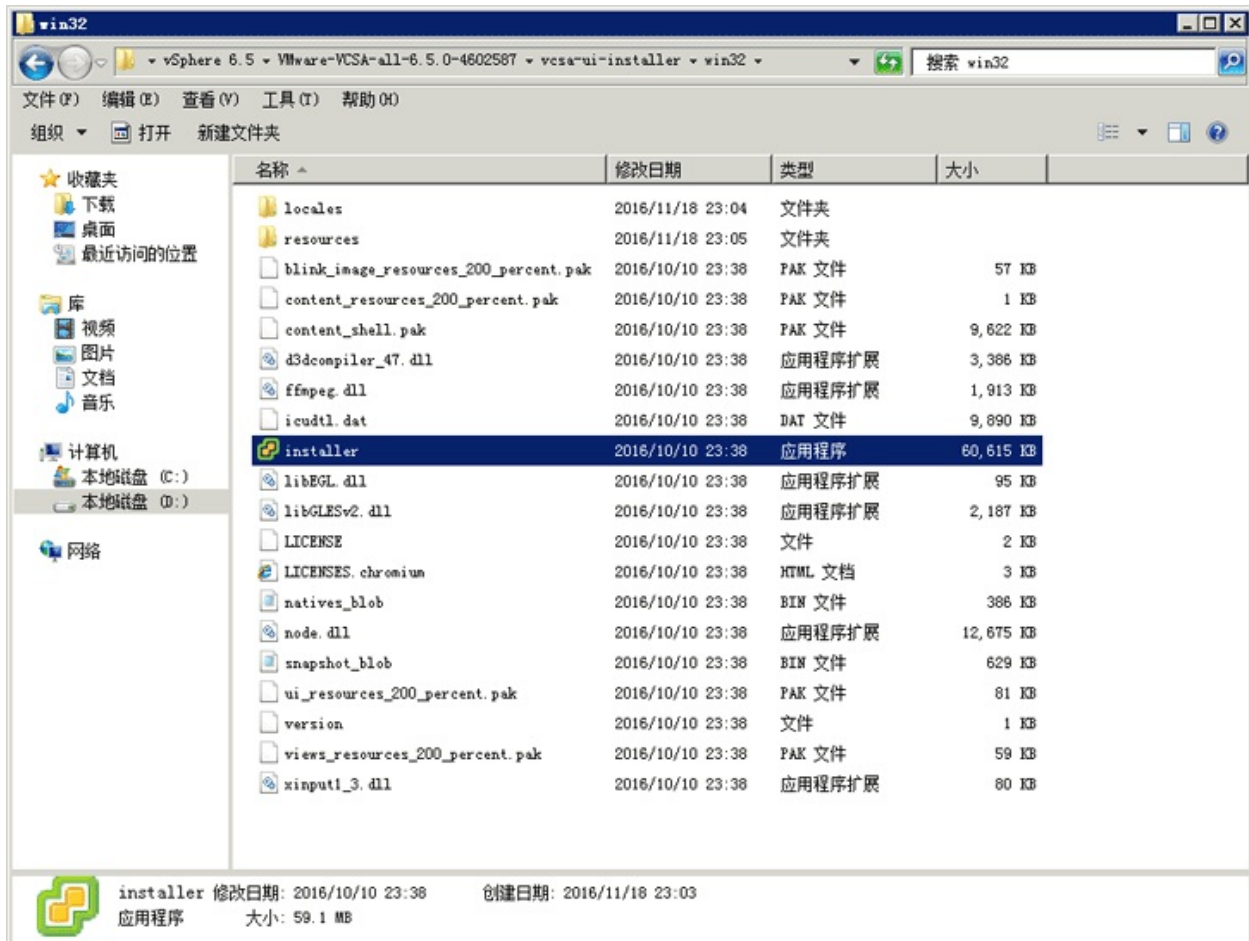 win32
vSphere 6.5 VMware-VCSA-all-6.5.0-4602587 vcsa-ui-installer win32 搜索 win32
文件(F) 编辑(E) 查看(V) 工具(T) 帮助(H)
组织 打开 新建文件夹
收藏夹
下载
桌面
最近访问的位置
库
视频
图片
文档
音乐
计算机
本地磁盘 (C:)
本地磁盘 (D:)
网络
名称 修改日期 类型 大小
locales 2016/11/18 23:04 文件夹
resources 2016/11/18 23:05 文件夹
blink_image_resources_200_percent.pak 2016/10/10 23:38 PAK 文件 57 KB
content_resources_200_percent.pak 2016/10/10 23:38 PAK 文件 1 KB
content_shell.pak 2016/10/10 23:38 PAK 文件 9,622 KB
d3dcompiler_47.dll 2016/10/10 23:38 应用程序扩展 3,386 KB
ffmpeg.dll 2016/10/10 23:38 应用程序扩展 1,913 KB
icudtl.dat 2016/10/10 23:38 DAT 文件 9,890 KB
installer 2016/10/10 23:38 应用程序 60,615 KB
libEGL.dll 2016/10/10 23:38 应用程序扩展 95 KB
libGLESv2.dll 2016/10/10 23:38 应用程序扩展 2,187 KB
LICENSE 2016/10/10 23:38 文件 2 KB
LICENSES.chromium 2016/10/10 23:38 HTML 文档 3 KB
natives_blob 2016/10/10 23:38 BIN 文件 386 KB
node.dll 2016/10/10 23:38 应用程序扩展 12,675 KB
snapshot_blob 2016/10/10 23:38 BIN 文件 629 KB
ui_resources_200_percent.pak 2016/10/10 23:38 PAK 文件 81 KB
version 2016/10/10 23:38 文件 1 KB
views_resources_200_percent.pak 2016/10/10 23:38 PAK 文件 59 KB
xinput1_3.dll 2016/10/10 23:38 应用程序扩展 80 KB
installer 修改日期: 2016/10/10 23:38 创建日期: 2016/11/18 23:03
应用程序 大小: 59.1 MB